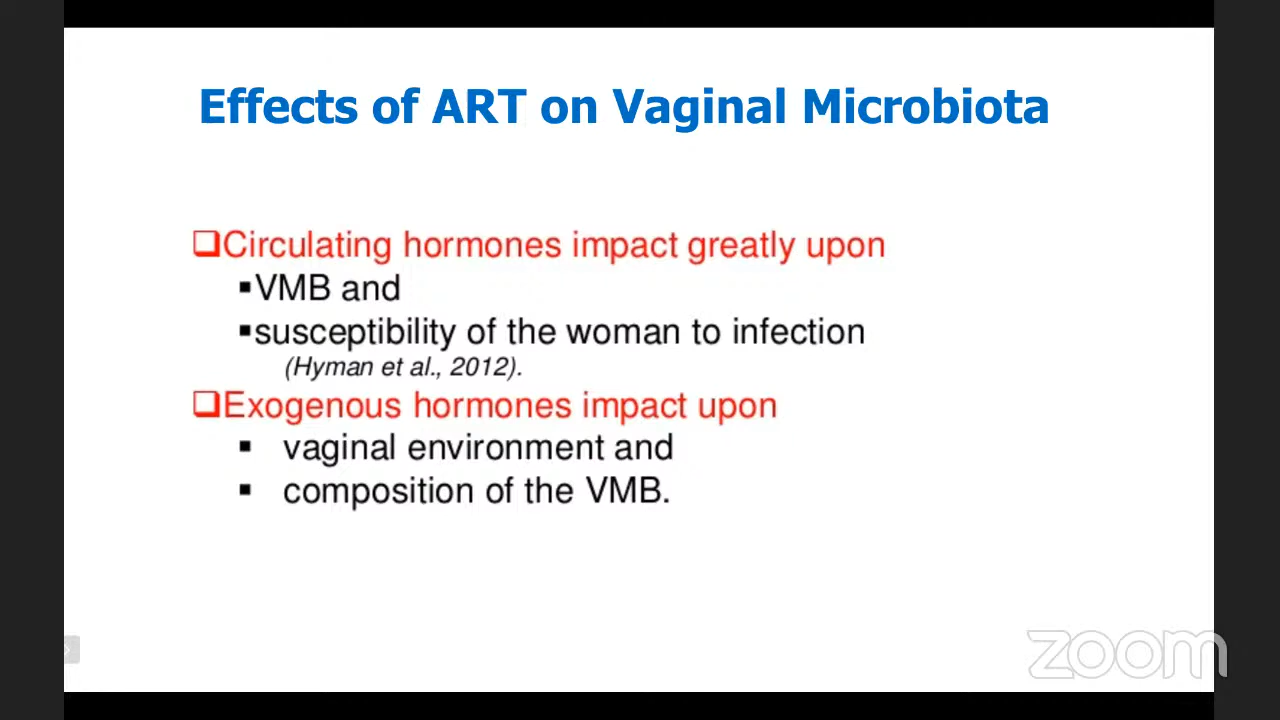 Effects of ART on Vaginal Microbiota
❑Circulating hormones impact greatly upon
▪VMB and
▪susceptibility of the woman to infection
(Hyman et al., 2012).
❑Exogenous hormones impact upon
▪ vaginal environment and
▪ composition of the VMB.
zoom